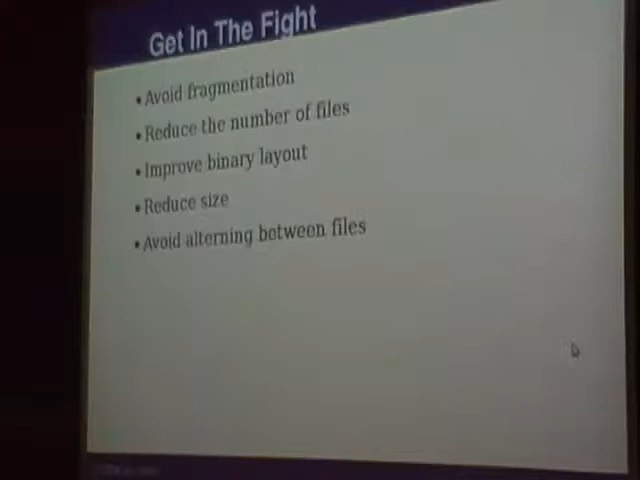 Get In The Fight
• Avoid fragmentation
• Reduce the number of files
• Improve binary layout
• Reduce size
• Avoid alterning between files